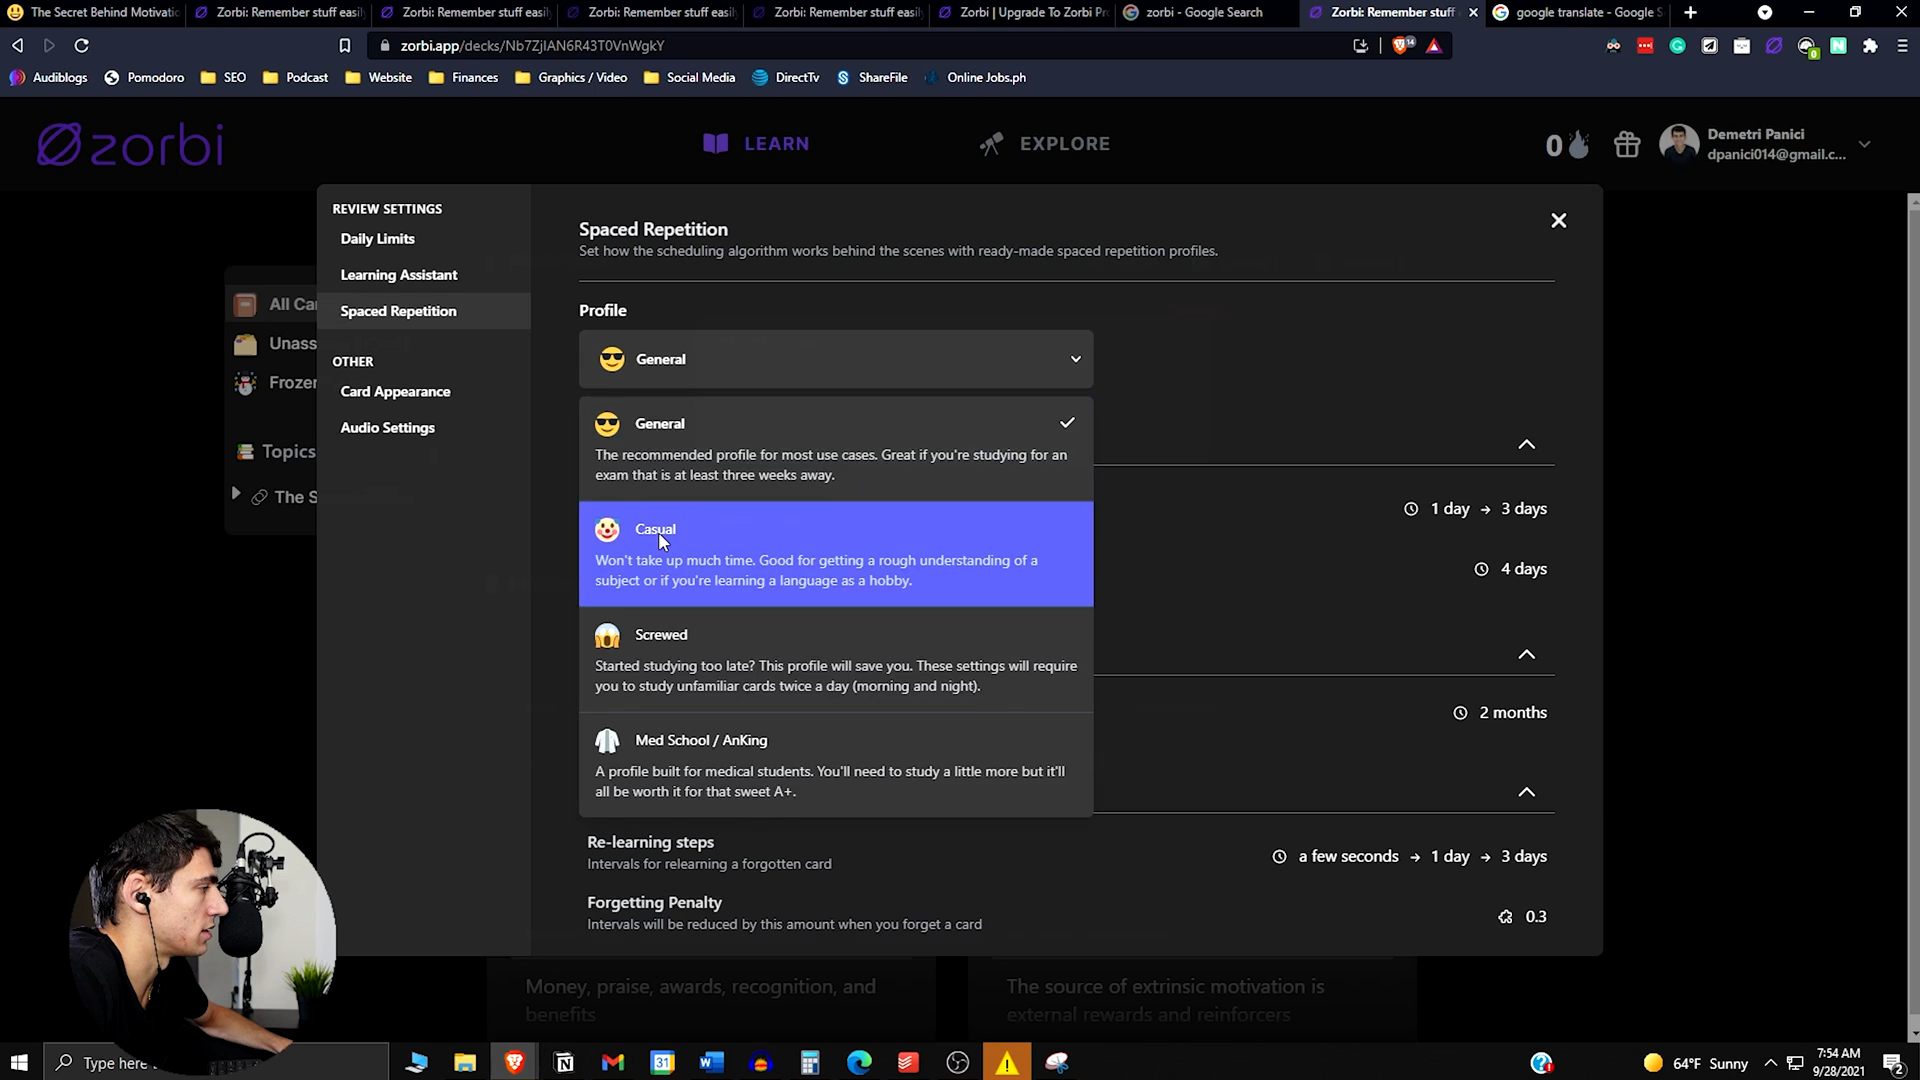 The Secret Behind Motivatio
Zorbi: Remember stuff easily
Zorbi: Remember stuff easily
Zorbi: Remember stuff easily
Zorbi: Remember stuff easily
Zorbi | Upgrade To Zorbi Pr
zorbi - Google Search
Zorbi: Remember stuff
google translate - Google S
zorbi.app/decks/Nb7ZjIAN6R43T0VnWgkY
14
0
Audiblogs
Pomodoro
SEO
Podcast
Website
Finances
Graphics / Video
Social Media
DirectTv
ShareFile
Online Jobs.ph
zorbi
LEARN
EXPLORE
0
Demetri Panici
dpanici014@gmail.c...
REVIEW SETTINGS
Daily Limits
Learning Assistant
Spaced Repetition
OTHER
Card Appearance
Audio Settings
All Car
Unass
Frozen
Topics
The S
Spaced Repetition
Set how the scheduling algorithm works behind the scenes with ready-made spaced repetition profiles.
Profile
General
General
The recommended profile for most use cases. Great if you're studying for an
exam that is at least three weeks away.
Casual
Won't take up much time. Good for getting a rough understanding of a
subject or if you're learning a language as a hobby.
Screwed
Started studying too late? This profile will save you. These settings will require
you to study unfamiliar cards twice a day (morning and night).
Med School / AnKing
A profile built for medical students. You'll need to study a little more but it'll
all be worth it for that sweet A+.
1 day → 3 days
4 days
2 months
Re-learning steps
Intervals for relearning a forgotten card
a few seconds → 1 day → 3 days
Forgetting Penalty
Intervals will be reduced by this amount when you forget a card
0.3
Money, praise, awards, recognition, and
benefits
The source of extrinsic motivation is
external rewards and reinforcers
Type here
31
64°F Sunny
7:54 AM
9/28/2021
2